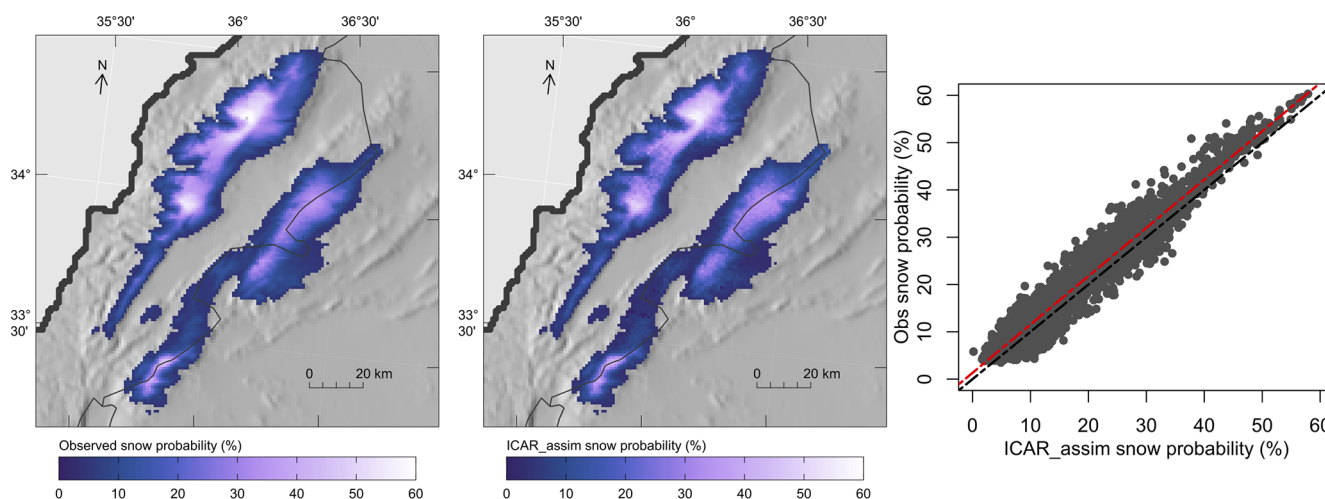 35°30' 36° 36°30'
N
34°
33°
30'
0 20 km
Observed snow probability (%)
0 10 20 30 40 50 60
35°30' 36° 36°30'
N
34°
33°
30'
0 20 km
ICAR_assim snow probability (%)
0 10 20 30 40 50 60
Obs snow probability (%)
60
50
40
30
20
10
0
0 10 20 30 40 50 60
ICAR_assim snow probability (%)